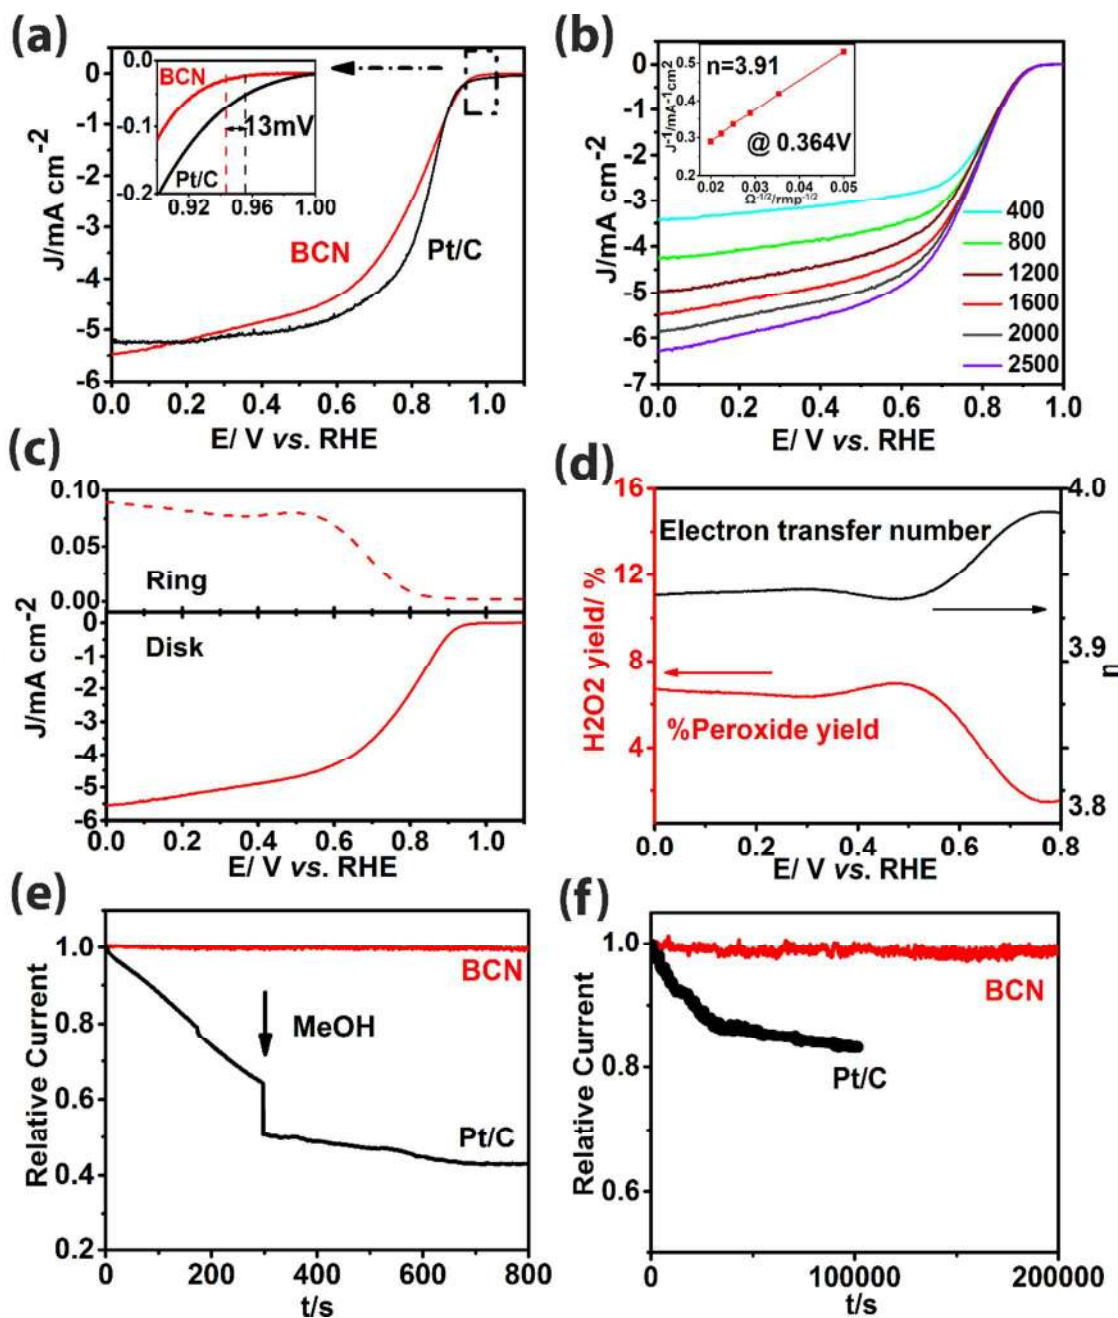 (a)
0
-1
-2
-3
-4
-5
-6
J/mA cm-2
0.00
-0.1
-0.2
0.92
0.96
1.00
BCN
13mV
Pt/C
BCN
Pt/C
0.0 0.2 0.4 0.6 0.8 1.0
E/ V vs. RHE
(b)
0
-1
-2
-3
-4
-5
-6
-7
J/mA cm-2
0.5
0.4
0.3
0.2
J-1/mA-1cm2
n=3.91
@ 0.364V
0.02 0.03 0.04 0.05
Ω-1/2/rmp-1/2
400
800
1200
1600
2000
2500
0.0 0.2 0.4 0.6 0.8 1
E/ V vs. RHE
(c)
0.10
0.05
0.00
Ring
0
-1
-2
-3
-4
-5
-6
J/mA cm-2
Disk
0.0 0.2 0.4 0.6 0.8 1.0
E/ V vs. RHE
(d)
16
12
8
4
H2O2 yield/ %
Electron transfer number
%Peroxide yield
4.0
3.9
3.8
n
0.0 0.2 0.4 0.6 0.8
E/ V vs. RHE
(e)
1.0
0.8
0.6
0.4
0.2
Relative Current
BCN
MeOH
Pt/C
0 200 400 600 800
t/s
(f)
1.0
0.8
0.6
Relative Current
BCN
Pt/C
0 100000 200000
t/s